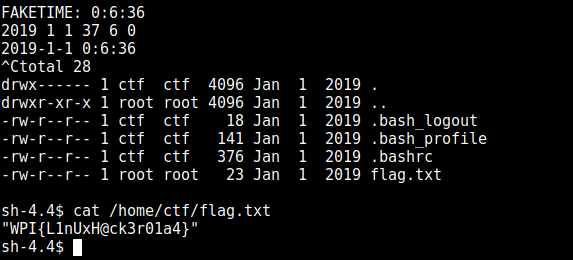 FAKETIME: 0:6:36
2019 1 1 37 6 0
2019-1-1 0:6:36
^Ctotal 28
drwx------ 1 ctf  ctf  4096 Jan  1  2019 .
drwxr-xr-x 1 root root 4096 Jan  1  2019 ..
-rw-r--r-- 1 ctf  ctf    18 Jan  1  2019 .bash_logout
-rw-r--r-- 1 ctf  ctf   141 Jan  1  2019 .bash_profile
-rw-r--r-- 1 ctf  ctf   376 Jan  1  2019 .bashrc
-rw-r--r-- 1 root root   23 Jan  1  2019 flag.txt
sh-4.4$ cat /home/ctf/flag.txt
"WPI{L1nUxH@ck3r01a4}"
sh-4.4$